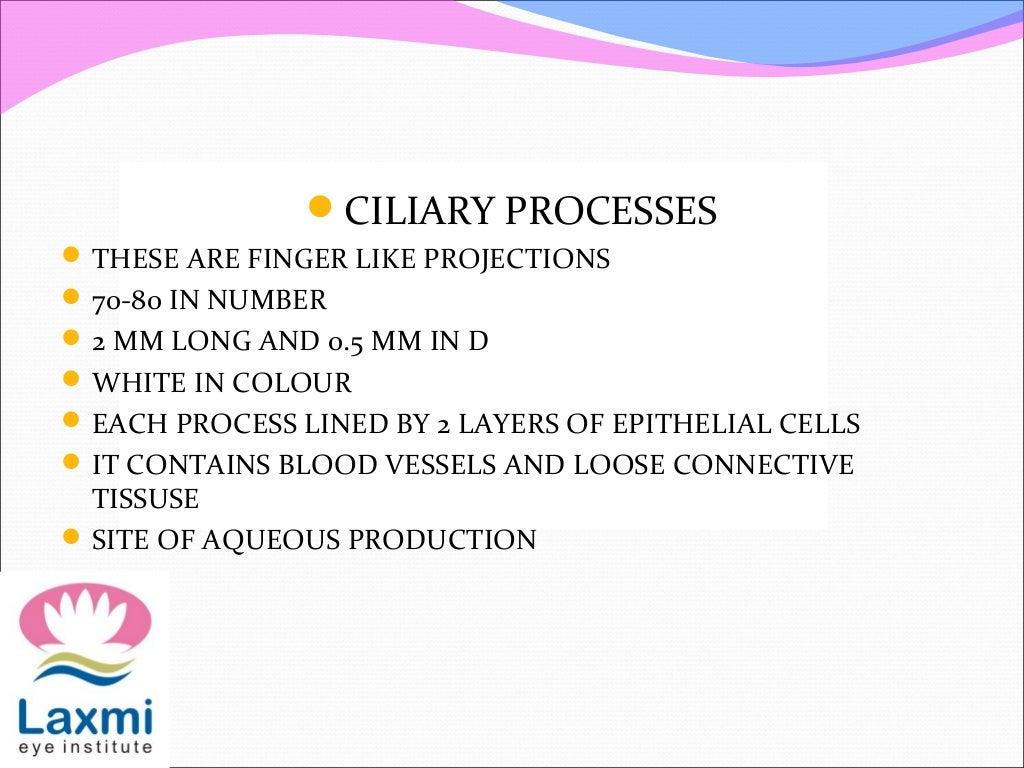 CILIARY PROCESSES
THESE ARE FINGER LIKE PROJECTIONS
70-80 IN NUMBER
2 MM LONG AND 0.5 MM IN D
WHITE IN COLOUR
EACH PROCESS LINED BY 2 LAYERS OF EPITHELIAL CELLS
IT CONTAINS BLOOD VESSELS AND LOOSE CONNECTIVE
TISSUSE
SITE OF AQUEOUS PRODUCTION
Laxmi
eye institute